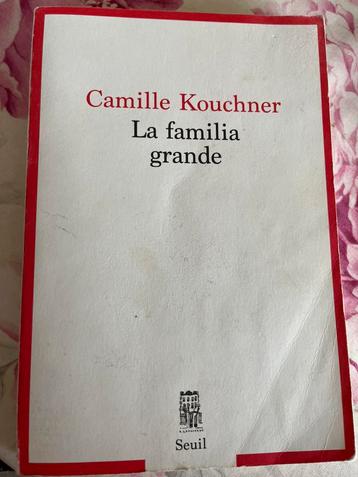 Camille Kouchner
La familia
grande
Seuil